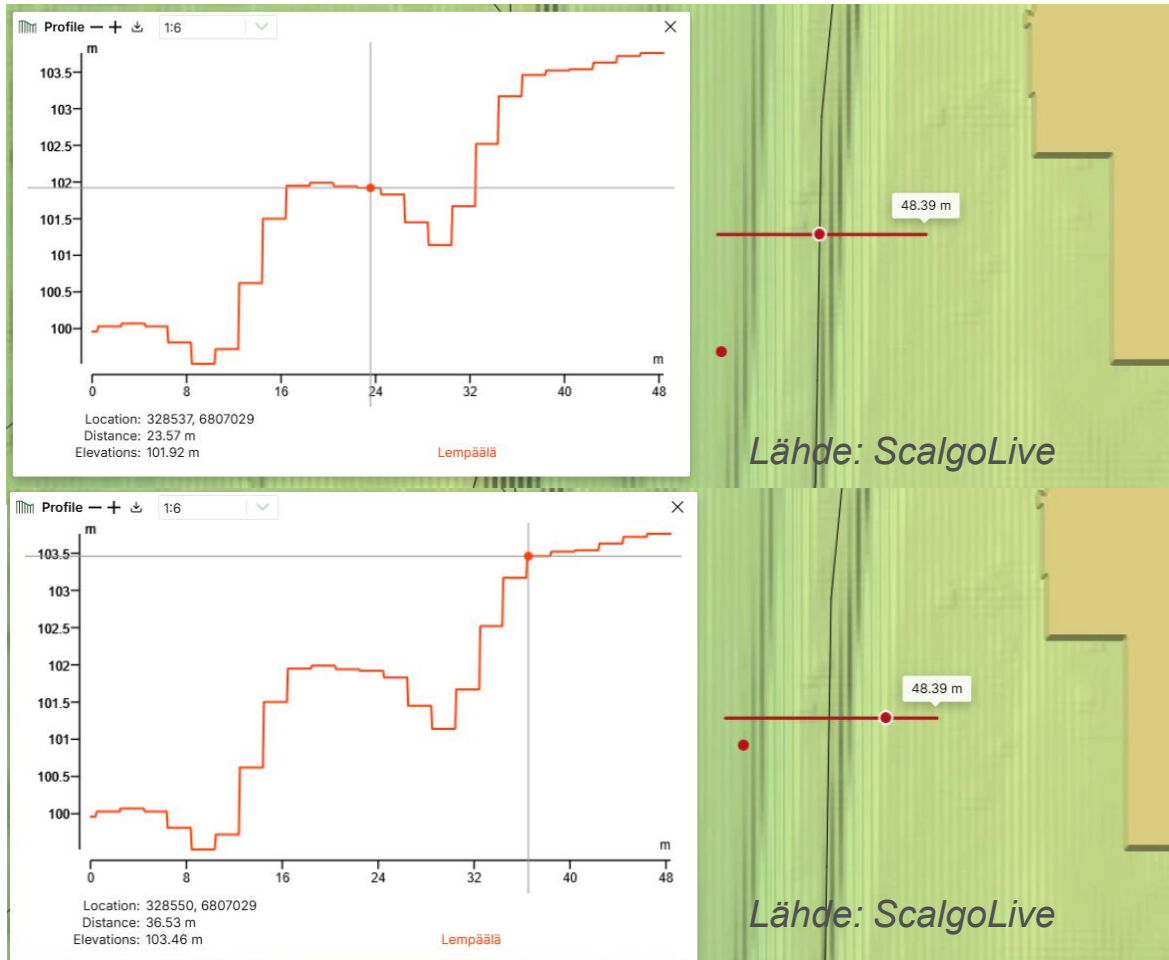 Profile 1:6
m
103.5
103
102.5
102
101.5
101
100.5
100
m
0 8 16 24 32 40 48
Location: 328537, 6807029
Distance: 23.57 m
Elevations: 101.92 m
Lempäälä
48.39 m
Lähde: ScalgoLive
Profile 1:6
m
103.5
103
102.5
102
101.5
101
100.5
100
m
0 8 16 24 32 40 48
Location: 328550, 6807029
Distance: 36.53 m
Elevations: 103.46 m
Lempäälä
48.39 m
Lähde: ScalgoLive